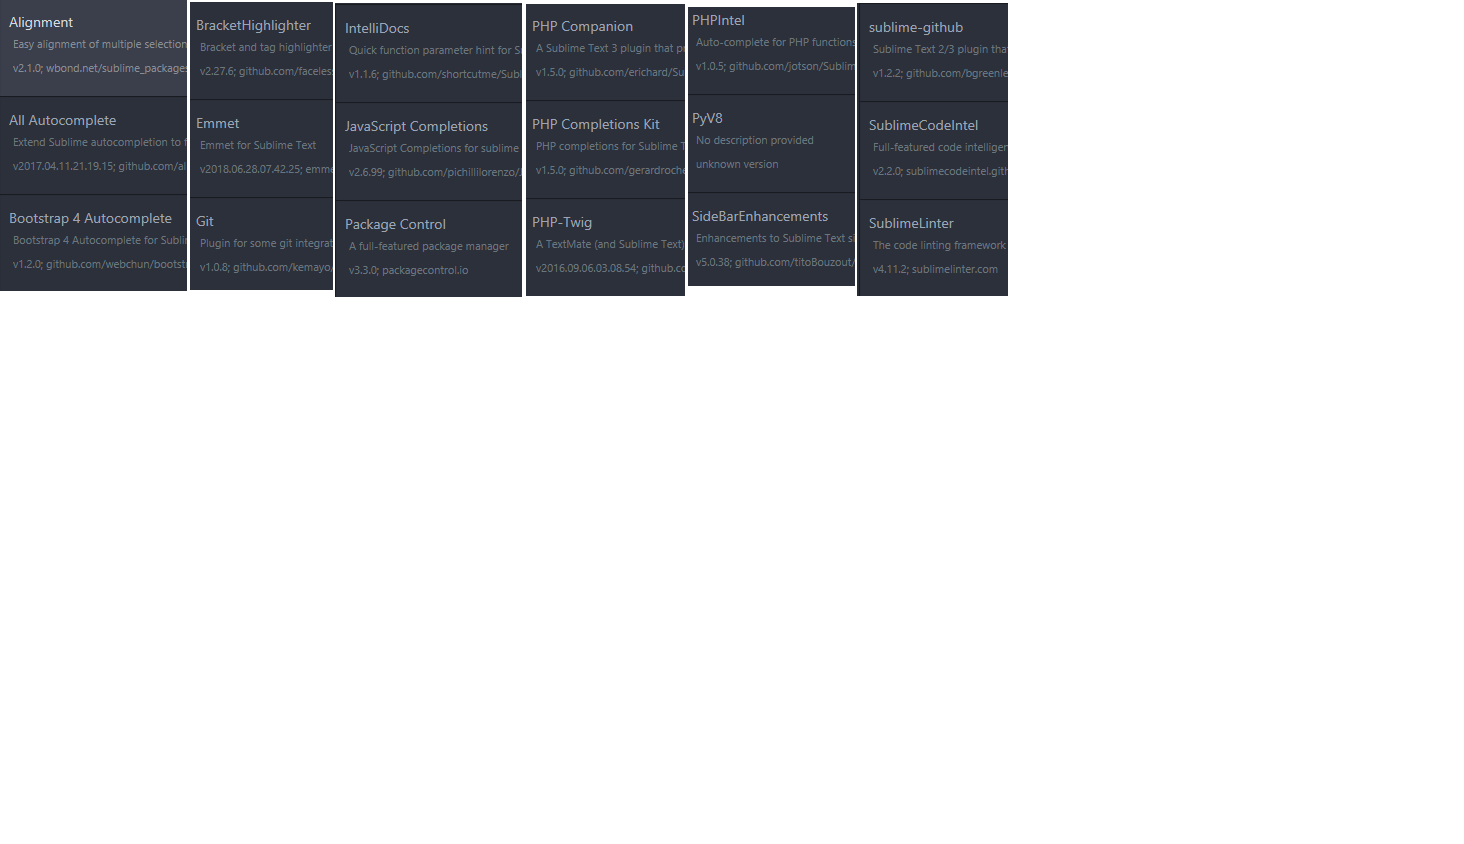 Alignment
Easy alignment of multiple selection
v2.1.0; wbond.net/sublime_packages
All Autocomplete
Extend Sublime autocompletion to
v2017.04.11.21.19.15; github.com/al
Bootstrap 4 Autocomplete
Bootstrap 4 Autocomplete for Subli
v1.2.0; github.com/webchun/bootst
BracketHighlighter
Bracket and tag highlighter
v2.27.6; github.com/faceles
Emmet
Emmet for Sublime Text
v2018.06.28.07.42.25; emme
Git
Plugin for some git integrat
v1.0.8; github.com/kemayo/
IntelliDocs
Quick function parameter hint for S
v1.1.6; github.com/shortcutme/Subl
JavaScript Completions
JavaScript Completions for sublime
v2.6.99; github.com/pichilliiorenzo/J
Package Control
A full-featured package manager
v3.3.0; packagecontrol.io
PHP Companion
A Sublime Text 3 plugin that p
v1.5.0; github.com/erichard/Su
PHP Completions Kit
PHP completions for Sublime T
v1.5.0; github.com/gerardroche
PHP-Twig
A TextMate (and Sublime Text)
v2016.09.06.03.08.54; github.co
PHPIntel
Auto-complete for PHP functions
v1.0.5; github.com/jotson/Sublim
PyV8
No description provided
unknown version
SideBarEnhancements
Enhancements to Sublime Text si
v5.0.38; github.com/titoBouzout/
sublime-github
Sublime Text 2/3 plugin tha
v1.2.2; github.com/bgreenle
SublimeCodeIntel
Full-featured code intelligen
v2.2.0; sublimecodeintel.gith
SublimeLinter
The code linting framework
v4.11.2; sublimelinter.com